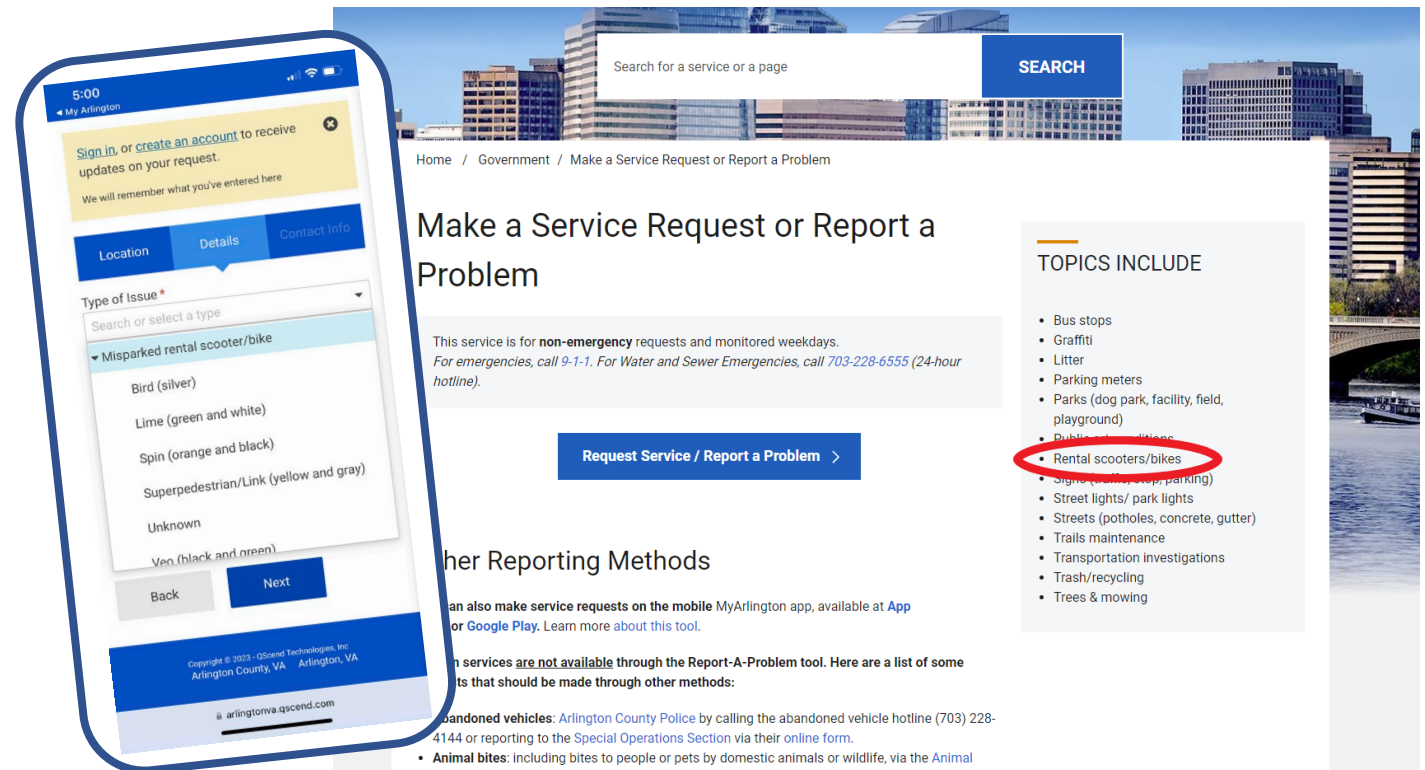 5:00
My Arlington
Sign in, or create an account to receive
updates on your request.
We will remember what you've entered here
Location
Details
Contact Info
Type of Issue *
Search or select a type
Misparked rental scooter/bike
Bird (silver)
Lime (green and white)
Spin (orange and black)
Superpedestrian/Link (yellow and gray)
Unknown
Veo (black and green)
Back
Next
Copyright © 2023 - QScend Technologies, Inc
Arlington County, VA Arlington, VA
arlingtonva.qscend.com
Search for a service or a page
SEARCH
Home / Government / Make a Service Request or Report a Problem
Make a Service Request or Report a
Problem
This service is for non-emergency requests and monitored weekdays.
For emergencies, call 9-1-1. For Water and Sewer Emergencies, call 703-228-6555 (24-hour
hotline).
Request Service / Report a Problem >
Reporting Methods
also make service requests on the mobile MyArlington app, available at App
or Google Play. Learn more about this tool.
services are not available through the Report-A-Problem tool. Here are a list of some
that should be made through other methods:
vehicles: Arlington County Police by calling the abandoned vehicle hotline (703) 228-
4144 or reporting to the Special Operations Section via their online form.
• Animal bites: including bites to people or pets by domestic animals or wildlife, via the Animal
TOPICS INCLUDE
• Bus stops
• Graffiti
• Litter
• Parking meters
• Parks (dog park, facility, field,
playground)
• Public
• Rental scooters/bikes
• Signs (traffic, stop, parking)
• Street lights/ park lights
• Streets (potholes, concrete, gutter)
• Trails maintenance
• Transportation investigations
• Trash/recycling
• Trees & mowing